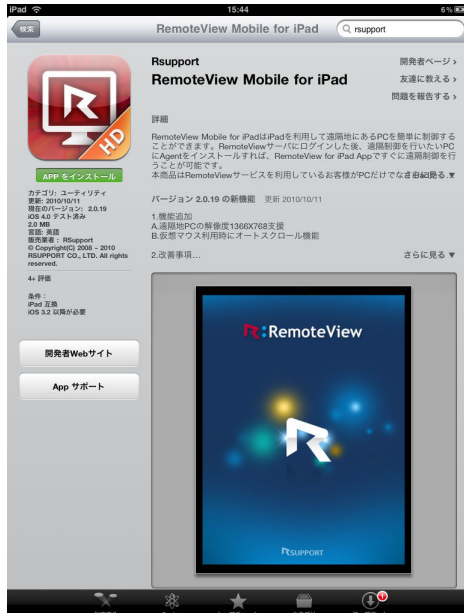 iPad
15:44
6%
検索
RemoteView Mobile for iPad
rsupport
Rsupport
RemoteView Mobile for iPad
開発者ページ ›
友達に教える ›
問題を報告する ›
R
HD
APP をインストール
カテゴリ: ユーティリティ
更新: 2010/10/11
現在のバージョン: 2.0.19
iOS 4.0 テスト済み
2.0 MB
言語: 英語
販売業者: RSupport
© Copyright(C) 2008 - 2010
RSUPPORT CO., LTD. All rights
reserved.
4+ 評価
条件:
iPad 互換
iOS 3.2 以降が必要
開発者Webサイト
App サポート
詳細
RemoteView Mobile for iPadはiPadを利用して遠隔地にあるPCを簡単に制御する
ことができます。RemoteViewサーバにログインした後、遠隔制御を行いたいPC
にAgentをインストールすれば、RemoteView for iPad Appですぐに遠隔制御を行
うことが可能です。
本商品はRemoteViewサービスを利用しているお客様がPCだけでな
さらに見る ▼
バージョン 2.0.19 の新機能 更新 2010/10/11
1.機能追加
A.遠隔地PCの解像度1366X768支援
B.仮想マウス利用時にオートスクロール機能
2.改善事項...
さらに見る ▼
R:RemoteView
R
RSUPPORT